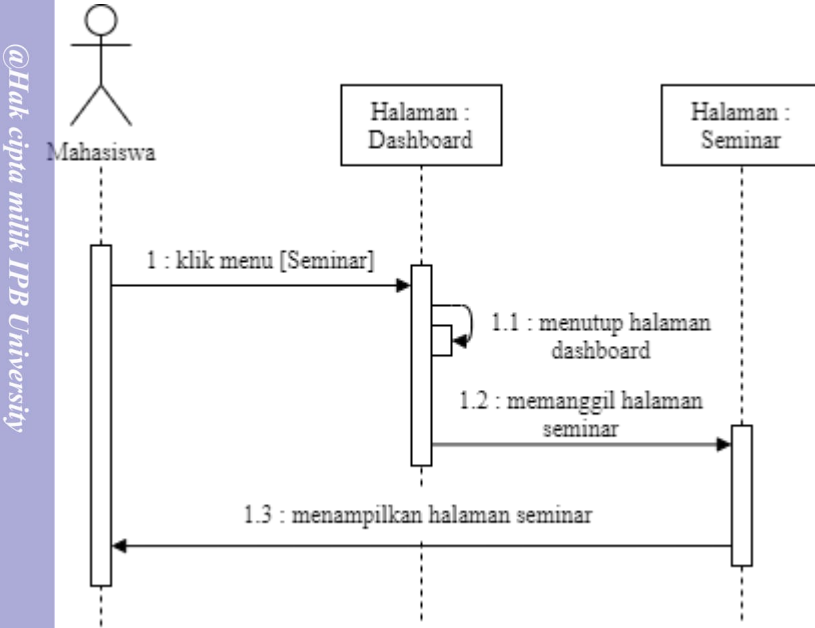 @Hak cipta milik IPB University
Mahasiswa
Halaman :
Dashboard
Halaman :
Seminar
1 : klik menu [Seminar]
1.1 : menutup halaman
dashboard
1.2 : memanggil halaman
seminar
1.3 : menampilkan halaman seminar